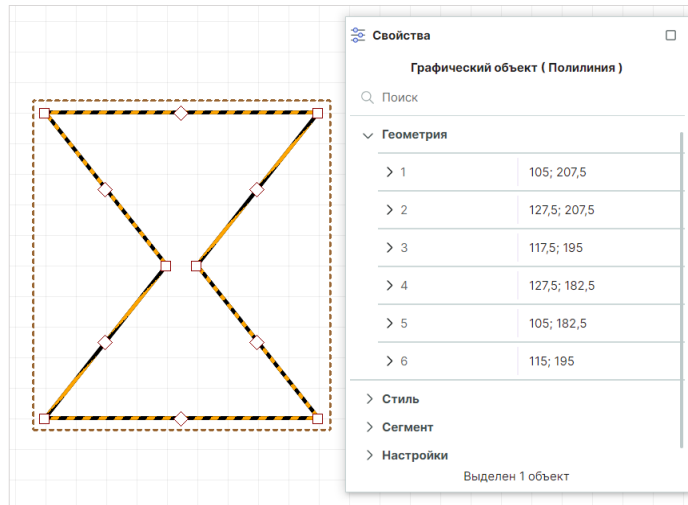 Свойства
Графический объект ( Полилиния )
Поиск
Геометрия
1 105; 207,5
2 127,5; 207,5
3 117,5; 195
4 127,5; 182,5
5 105; 182,5
6 115; 195
Стиль
Сегмент
Настройки
Выделен 1 объект